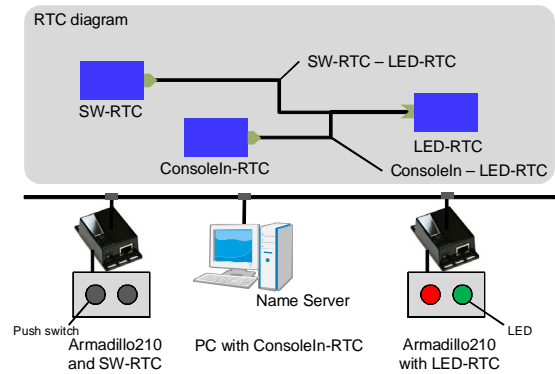 RTC diagram
SW-RTC – LED-RTC
SW-RTC
LED-RTC
ConsoleIn-RTC
ConsoleIn – LED-RTC
Name Server
Push switch
LED
Armadillo210
and SW-RTC
PC with ConsoleIn-RTC
Armadillo210
with LED-RTC